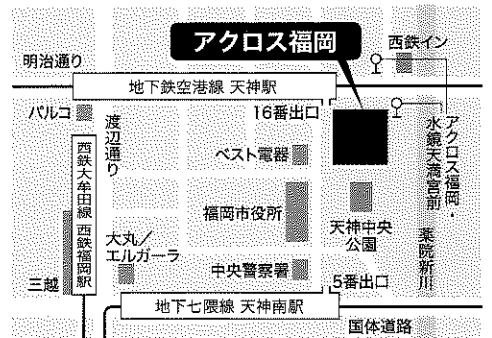 アクロス福岡
西鉄イン
明治通り
地下鉄空港線 天神駅
パルコ
渡辺通り
16番出口
アクロス福岡・
水鏡天満宮前
ベスト電器
西鉄大牟田線 西鉄福岡駅
福岡市役所
天神中央
公園
薬院新川
大丸/
エルガーラ
中央警察署
三越
5番出口
地下七隈線 天神南駅
国体道路